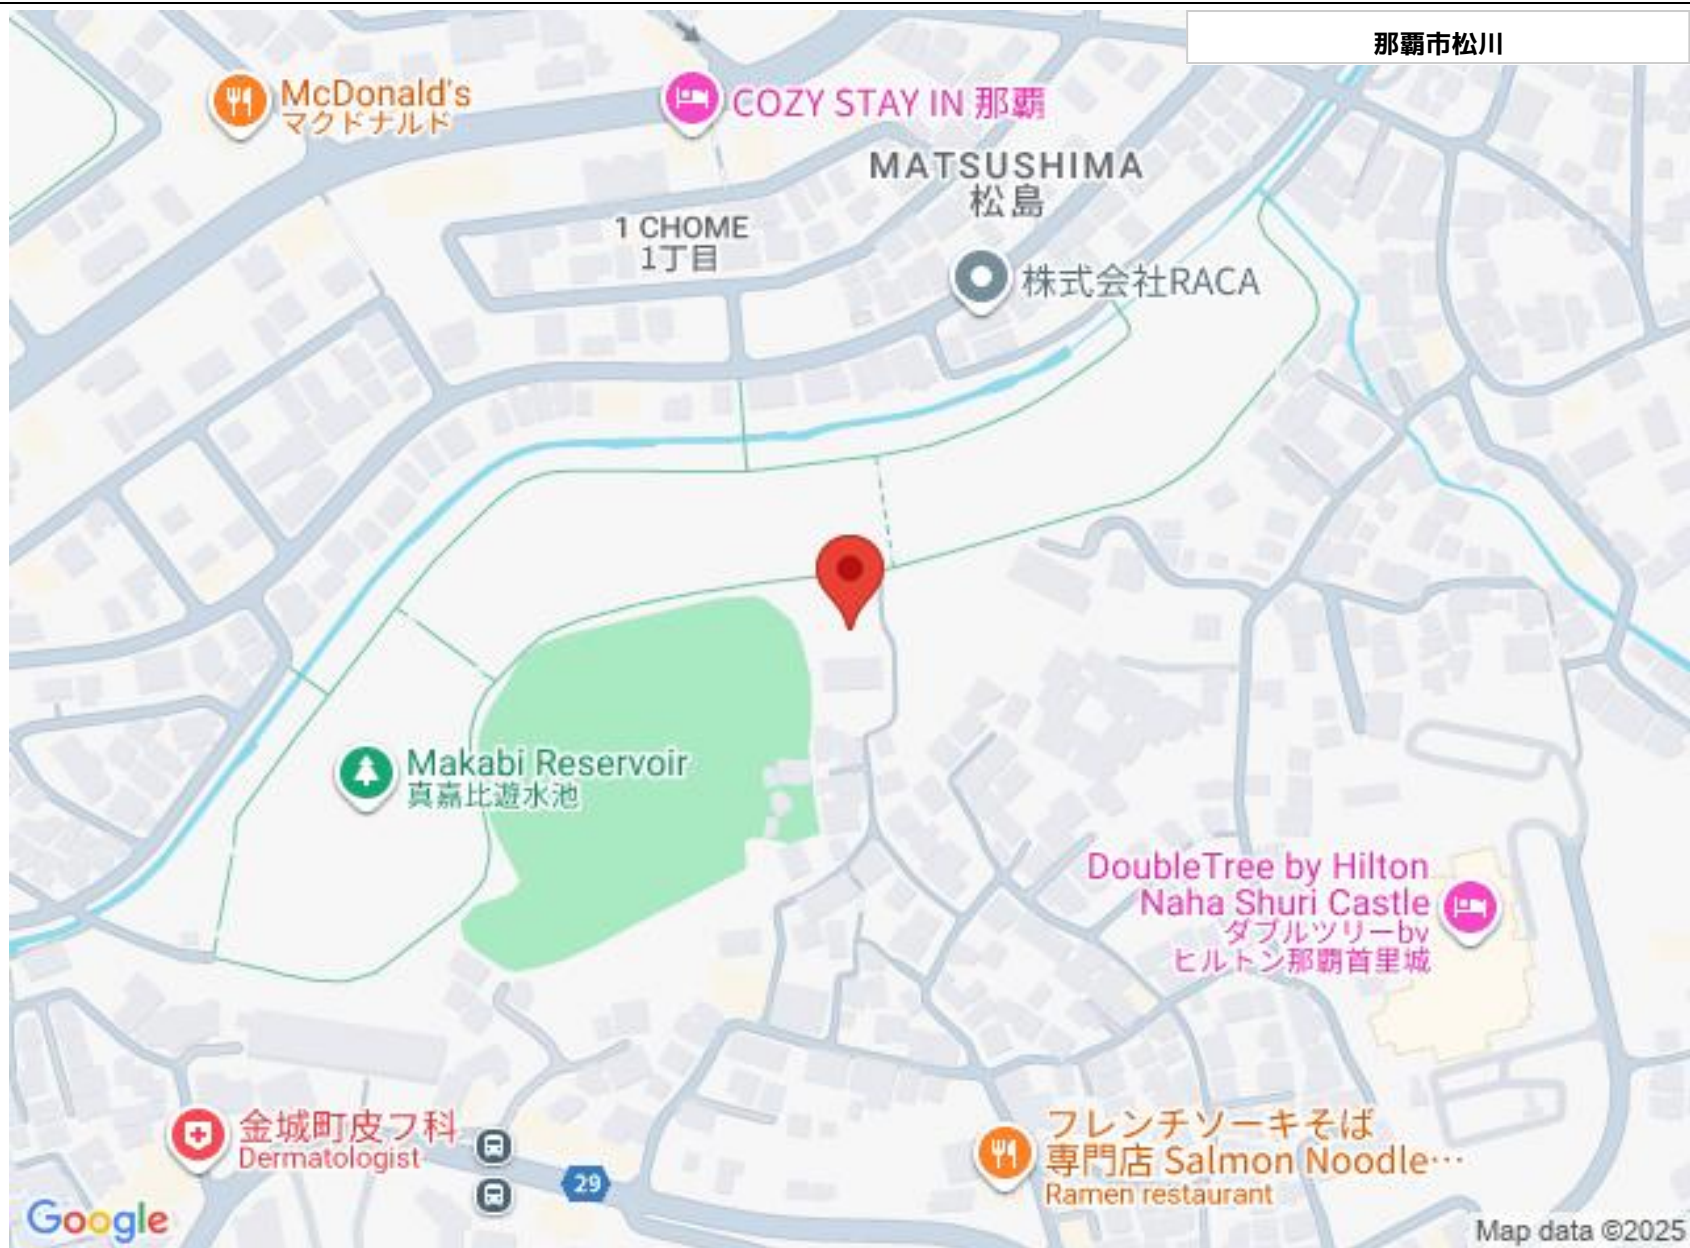 那覇市松川
McDonald's
マクドナルド
COZY STAY IN 那覇
MATSUSHIMA
松島
1 CHOME
1丁目
株式会社RACA
Makabi Reservoir
真嘉比遊水池
DoubleTree by Hilton
Naha Shuri Castle
ダブルツリーbv
ヒルトン那覇首里城
金城町皮フ科
Dermatologist
29
フレンチソーキそば
専門店 Salmon Noodle…
Ramen restaurant
Google
Map data ©2025